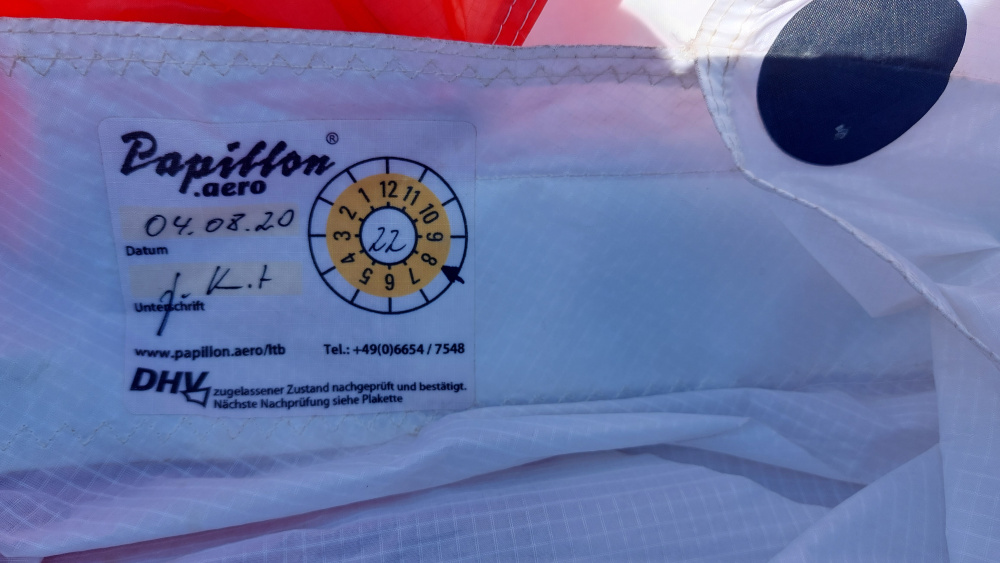 Papillon®
.aero
04.08.20
Datum
Unterschrift
12 11 10 9 8 7 6 5 4 3 2 1
22
www.papillon.aero/ltb
Tel.: +49(0)6654 / 7548
DHV zugelassener Zustand nachgeprüft und bestätigt.
Nächste Nachprüfung siehe Plakette